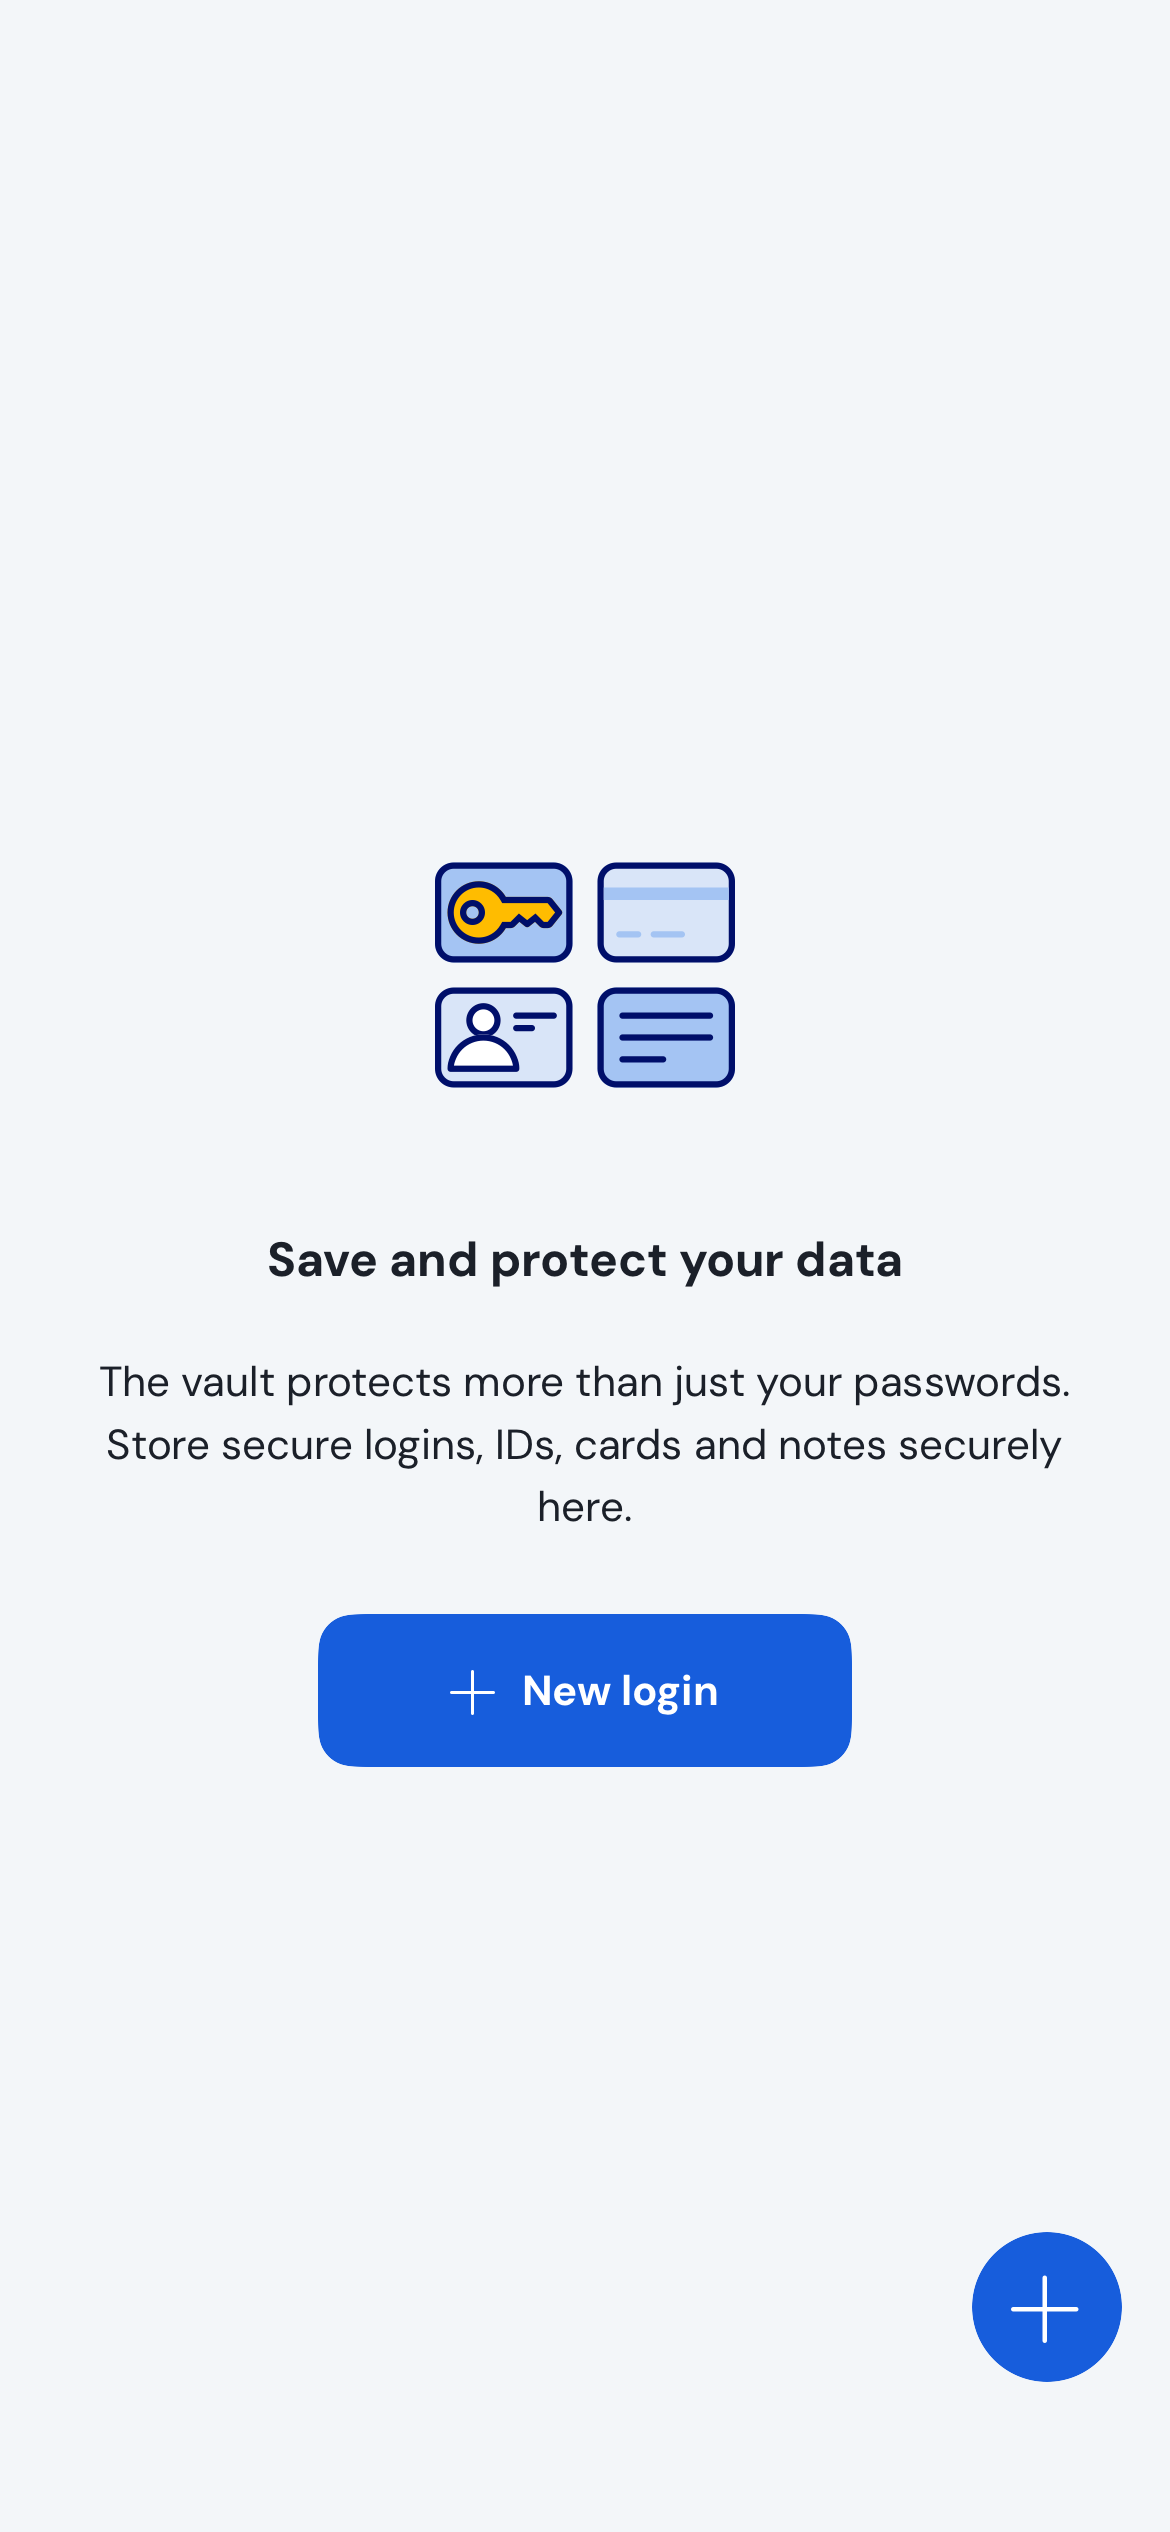 Save and protect your data
The vault protects more than just your passwords.
Store secure logins, IDs, cards and notes securely
here.
New login